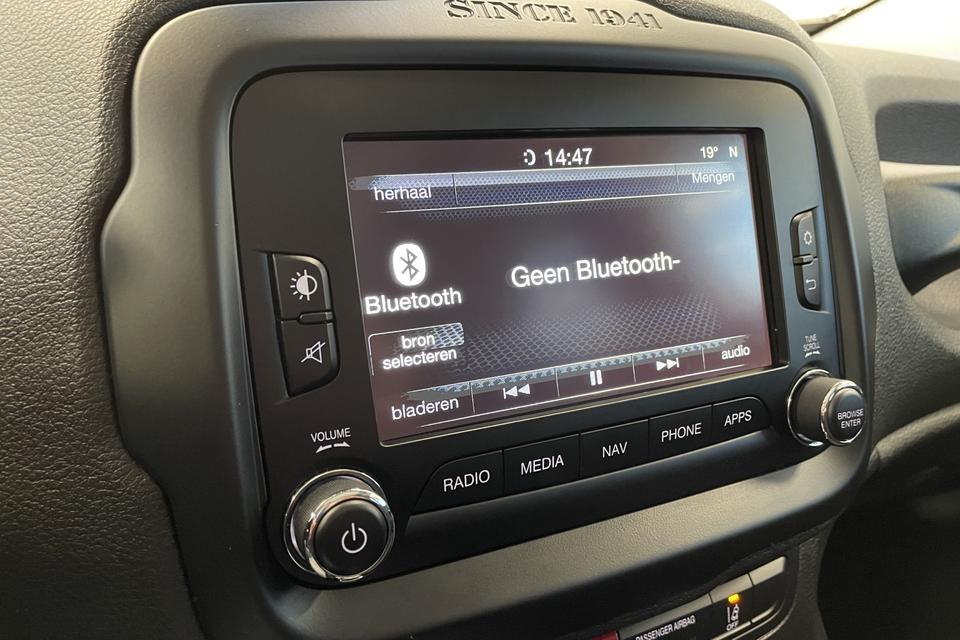 SINCE 1941
14:47
19° N
herhaal
Mengen
Bluetooth
Geen Bluetooth-
bron
selecteren
bladeren
audio
VOLUME
TUNE
SCROLL
BROWSE
ENTER
RADIO
MEDIA
NAV
PHONE
APPS
PASSENGER AIRBAG
OFF